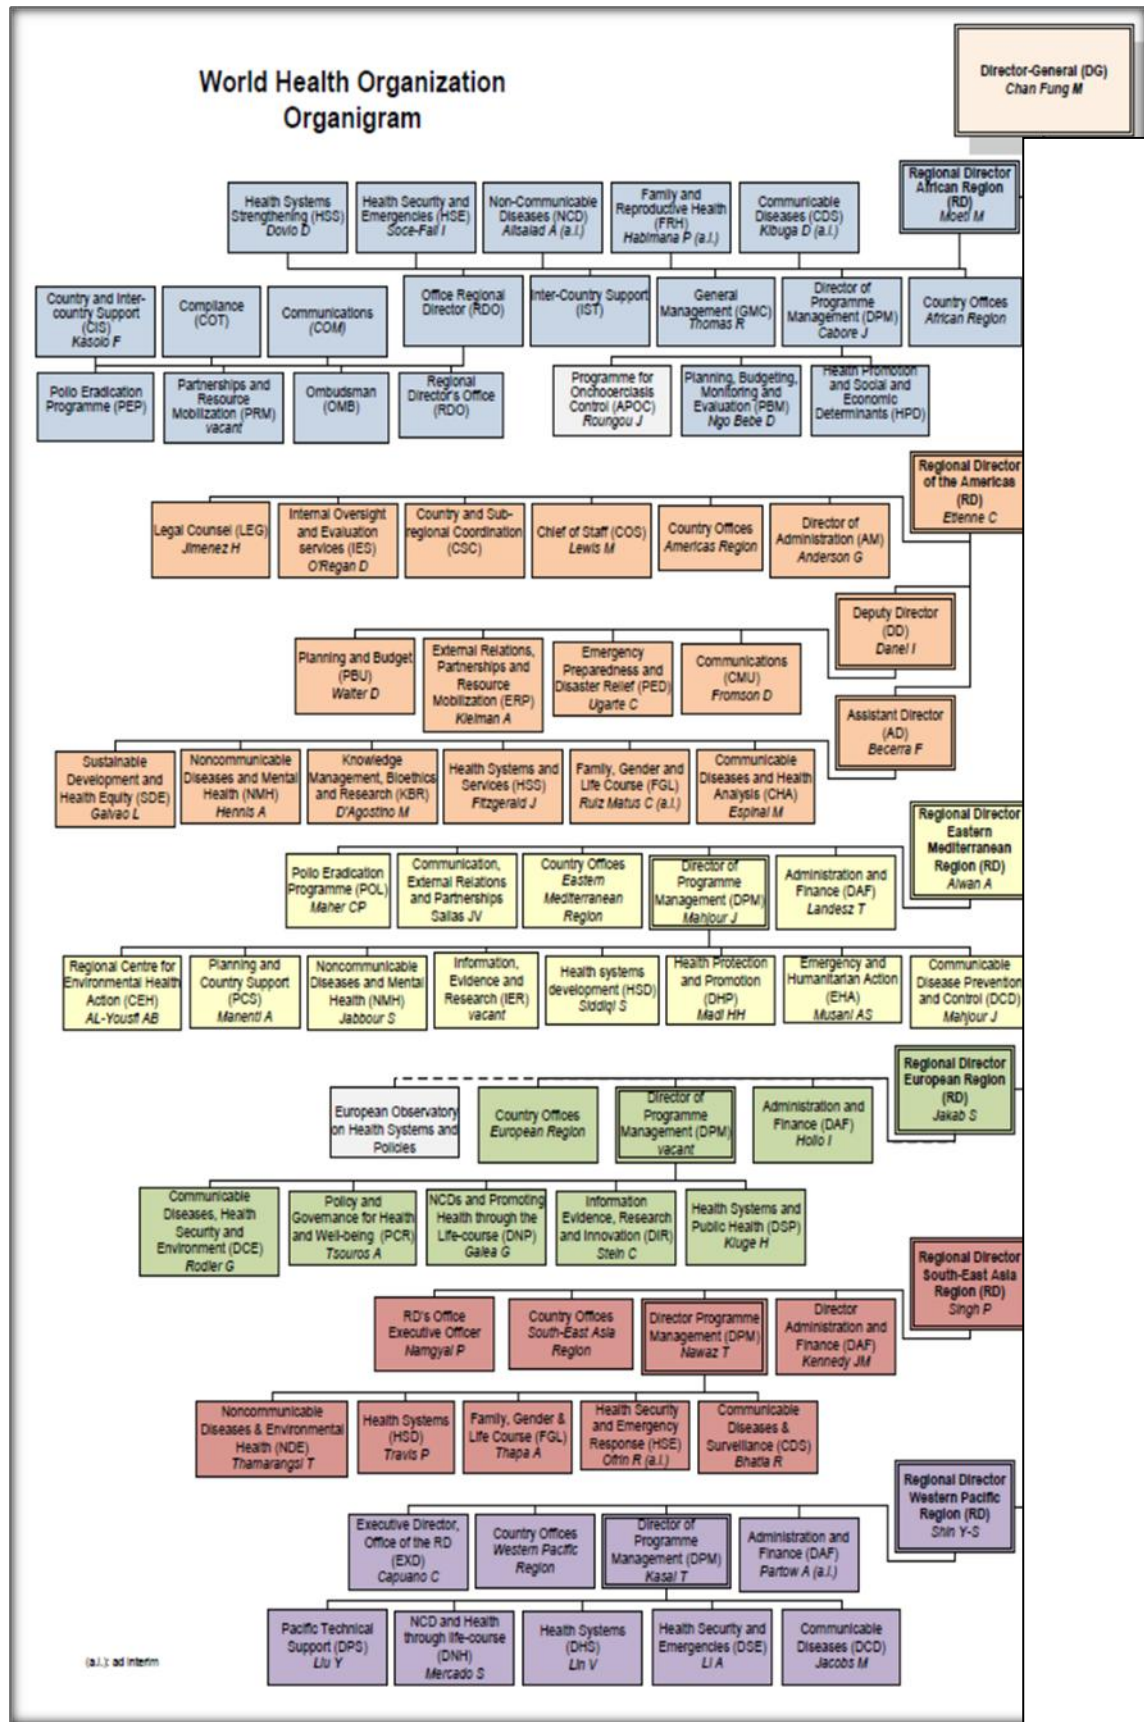 World Health Organization
Organigram
Director-General (DG)
Chan Fung M
Regional Director
African Region
(RD)
Moeti M
Health Systems
Strengthening (HSS)
Dovlo D
Health Security and
Emergencies (HSE)
Soce-Fall I
Non-Communicable
Diseases (NCD)
Alisalad A (a.i.)
Family and
Reproductive Health
(FRH)
Habimana P (a.i.)
Communicable
Diseases (CDS)
Kibuga D (a.i.)
Country and Inter-
country Support
(CIS)
Kasolo F
Compliance
(COT)
Communications
(COM)
Office Regional
Director (RDO)
Inter-Country Support
(IST)
General
Management (GMC)
Thomas R
Director of
Programme
Management (DPM)
Cabore J
Country Offices
African Region
Polio Eradication
Programme (PEP)
Partnerships and
Resource
Mobilization (PRM)
vacant
Ombudsman
(OMB)
Regional
Director's Office
(RDO)
Programme for
Onchocerciasis
Control (APOC)
Roungou J
Planning, Budgeting,
Monitoring and
Evaluation (PBM)
Ngo Bebe D
Health Promotion
and Social and
Economic
Determinants (HPD)
Regional Director
of the Americas
(RD)
Etienne C
Legal Counsel (LEG)
Jimenez H
Internal Oversight
and Evaluation
services (IES)
O'Regan D
Country and Sub-
regional Coordination
(CSC)
Chief of Staff (COS)
Lewis M
Country Offices
Americas Region
Director of
Administration (AM)
Anderson G
Deputy Director
(DD)
Danel I
Planning and Budget
(PBU)
Walter D
External Relations,
Partnerships and
Resource
Mobilization (ERP)
Kleiman A
Emergency
Preparedness and
Disaster Relief (PED)
Ugarte C
Communications
(CMU)
Fromson D
Assistant Director
(AD)
Becerra F
Sustainable
Development and
Health Equity (SDE)
Galvao L
Noncommunicable
Diseases and Mental
Health (NMH)
Hennis A
Knowledge
Management, Bioethics
and Research (KBR)
D'Agostino M
Health Systems and
Services (HSS)
Fitzgerald J
Family, Gender and
Life Course (FGL)
Ruiz Matus C (a.i.)
Communicable
Diseases and Health
Analysis (CHA)
Espinal M
Regional Director
Eastern
Mediterranean
Region (RD)
Alwan A
Polio Eradication
Programme (POL)
Maher CP
Communication,
External Relations
and Partnerships
Sallas JV
Country Offices
Eastern
Mediterranean
Region
Director of
Programme
Management (DPM)
Mahjour J
Administration and
Finance (DAF)
Landesz T
Regional Centre for
Environmental Health
Action (CEH)
AL-Yousfi AB
Planning and
Country Support
(PCS)
Manenti A
Noncommunicable
Diseases and Mental
Health (NMH)
Jabbour S
Information,
Evidence and
Research (IER)
vacant
Health systems
development (HSD)
Siddiqi S
Health Protection
and Promotion
(DHP)
Madi HH
Emergency and
Humanitarian Action
(EHA)
Musani AS
Communicable
Disease Prevention
and Control (DCD)
Mahjour J
Regional Director
European Region
(RD)
Jakab S
European Observatory
on Health Systems and
Policies
Country Offices
European Region
Director of
Programme
Management (DPM)
vacant
Administration and
Finance (DAF)
Hollo I
Communicable
Diseases, Health
Security and
Environment (DCE)
Rodier G
Policy and
Governance for Health
and Well-being (PCR)
Tsouros A
NCDs and Promoting
Health through the
Life-course (DNP)
Galea G
Information
Evidence, Research
and Innovation (DIR)
Stein C
Health Systems and
Public Health (DSP)
Kluge H
Regional Director
South-East Asia
Region (RD)
Singh P
RD's Office
Executive Officer
Namgyal P
Country Offices
South-East Asia
Region
Director Programme
Management (DPM)
Nawaz T
Director
Administration and
Finance (DAF)
Kennedy JM
Noncommunicable
Diseases & Environmental
Health (NDE)
Thamarangsi T
Health Systems
(HSD)
Travis P
Family, Gender &
Life Course (FGL)
Thapa A
Health Security
and Emergency
Response (HSE)
Ofrin R (a.i.)
Communicable
Diseases &
Surveillance (CDS)
Bhatia R
Regional Director
Western Pacific
Region (RD)
Shin Y-S
Executive Director,
Office of the RD
(EXD)
Capuano C
Country Offices
Western Pacific
Region
Director of
Programme
Management (DPM)
Kasai T
Administration and
Finance (DAF)
Partow A (a.i.)
Pacific Technical
Support (DPS)
Liu Y
NCD and Health
through life-course
(DNH)
Mercado S
Health Systems
(DHS)
Lin V
Health Security and
Emergencies (DSE)
Li A
Communicable
Diseases (DCD)
Jacobs M
(a.i.): ad interim